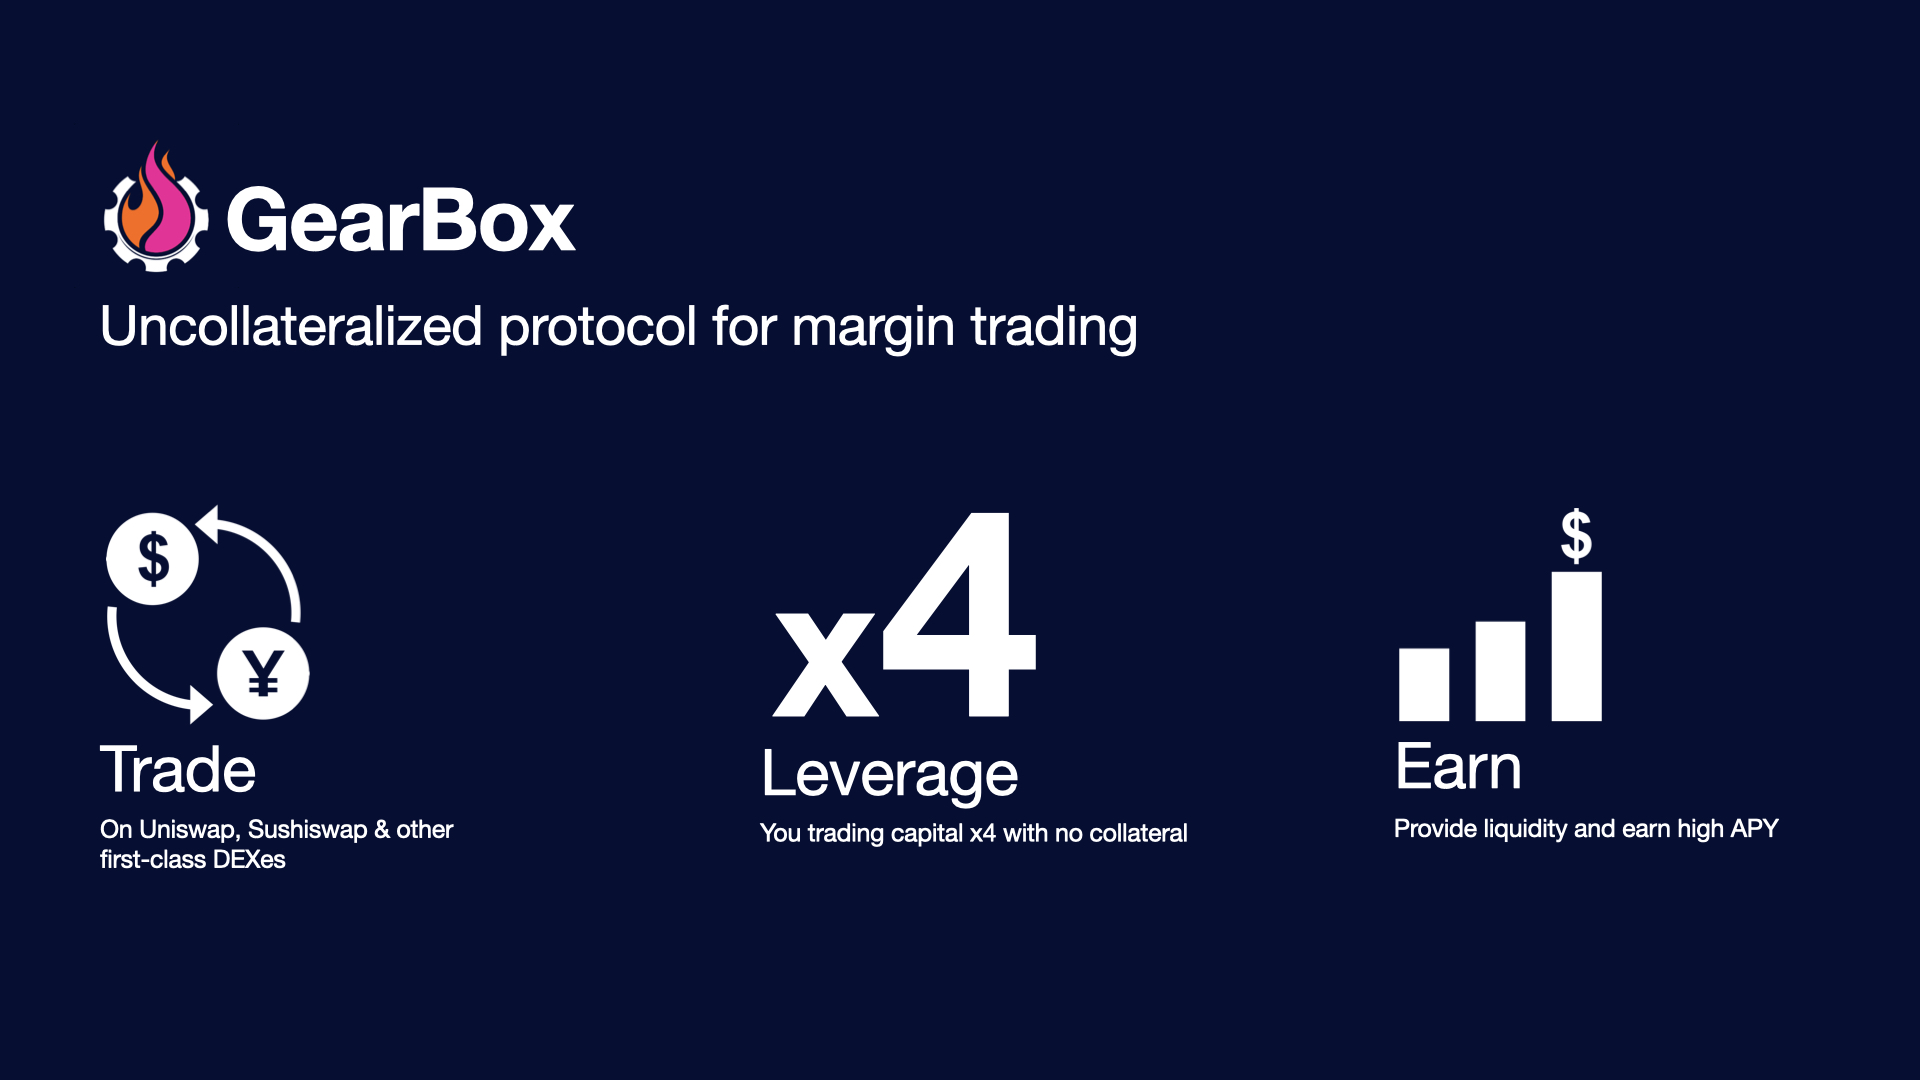 GearBox
Uncollateralized protocol for margin trading
$
¥
Trade
On Uniswap, Sushiswap & other
first-class DEXes
x4
Leverage
You trading capital x4 with no collateral
$
Earn
Provide liquidity and earn high APY